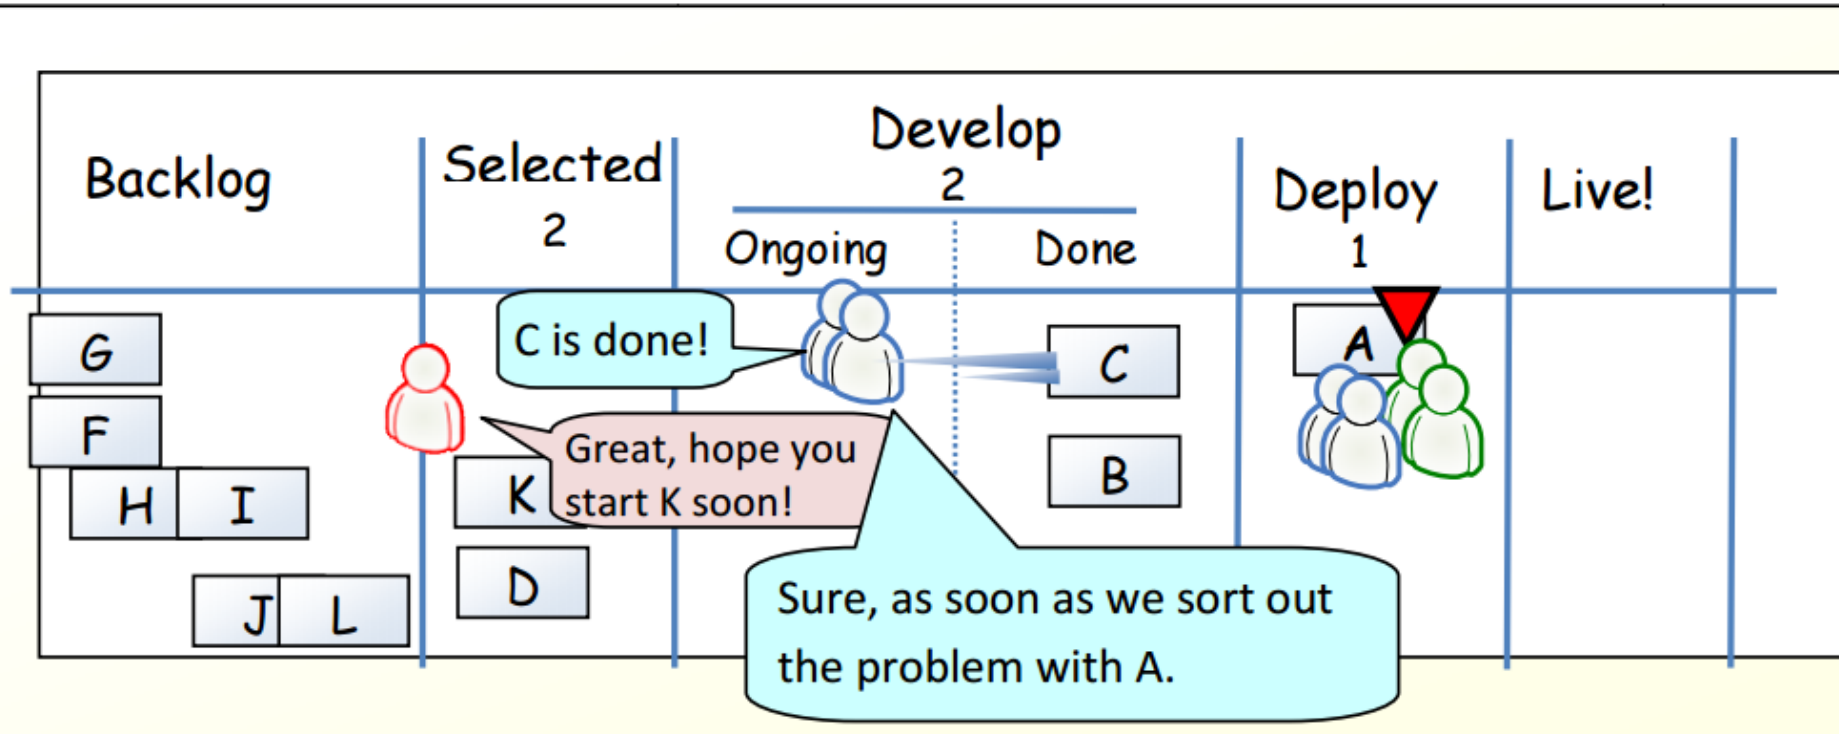 Backlog
Selected
2
Develop
2
Ongoing
Done
Deploy
1
Live!
G
F
H I
J L
C is done!
Great, hope you
start K soon!
K
D
C
B
A
Sure, as soon as we sort out
the problem with A.